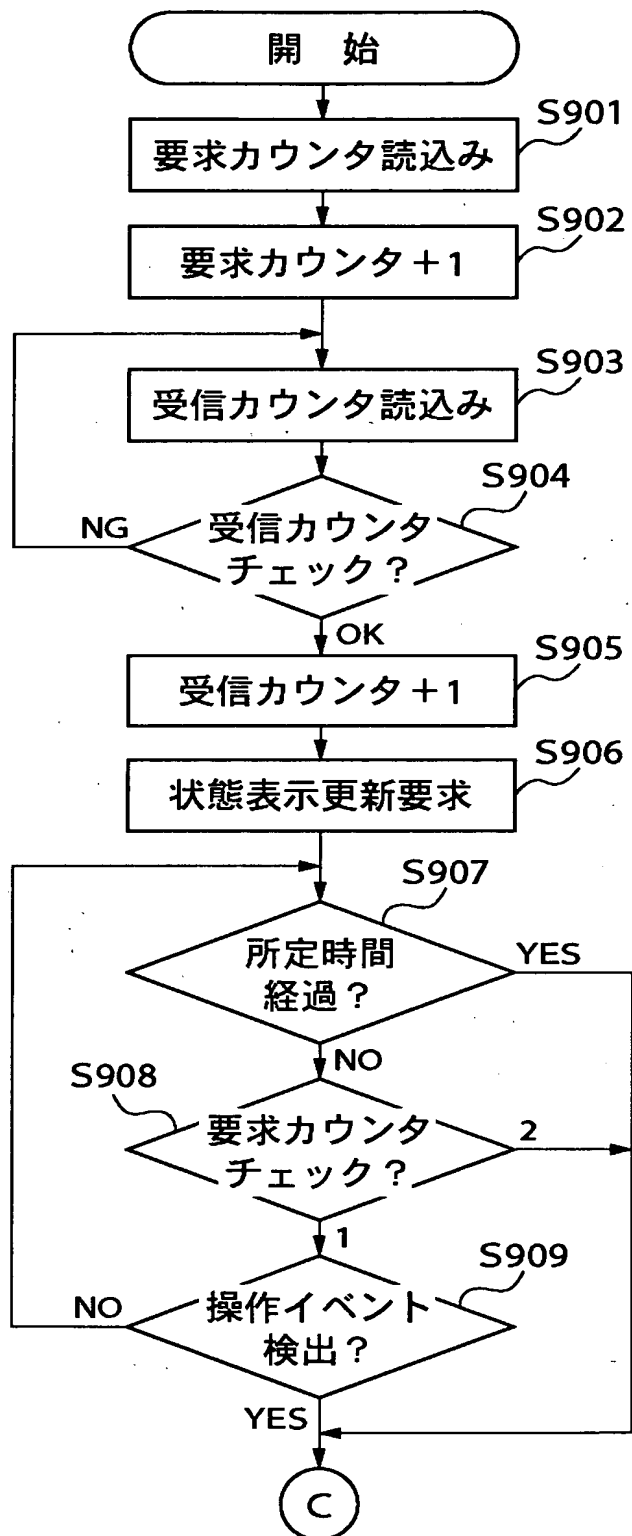 開 始
S901
要求カウンタ読込み
S902
要求カウンタ+1
S903
受信カウンタ読込み
S904
受信カウンタ
チェック?
NG
OK
S905
受信カウンタ+1
S906
状態表示更新要求
S907
所定時間
経過?
YES
NO
S908
要求カウンタ
チェック?
2
1
S909
操作イベント
検出?
NO
YES
C